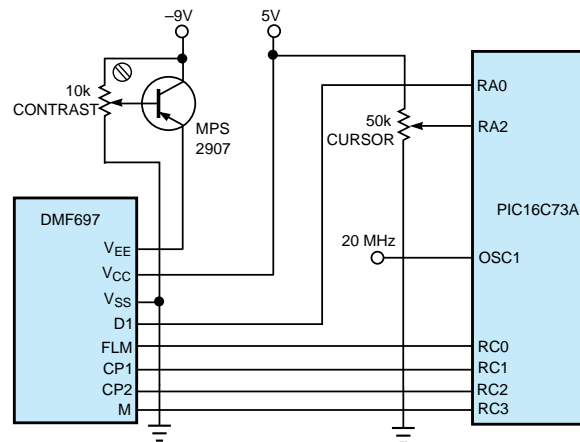 –9V
5V
10k
CONTRAST
MPS
2907
50k
CURSOR
RA0
RA2
PIC16C73A
20 MHz
OSC1
DMF697
VEE
VCC
VSS
D1
FLM
CP1
CP2
M
RC0
RC1
RC2
RC3